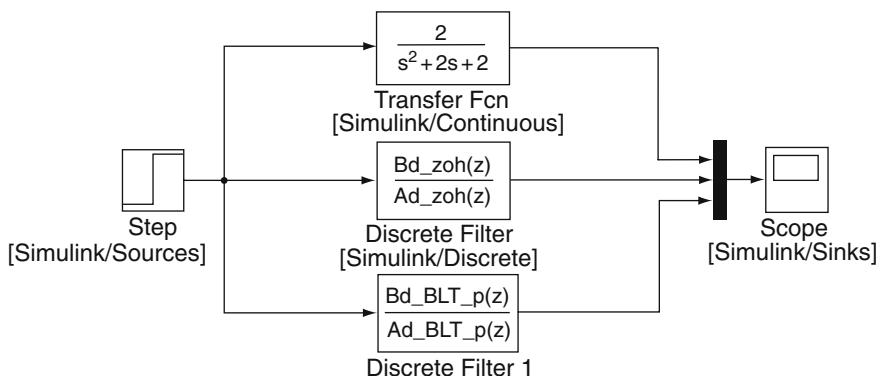 2
s² + 2s + 2
Transfer Fcn
[Simulink/Continuous]
Step
[Simulink/Sources]
Bd_zoh(z)
Ad_zoh(z)
Discrete Filter
[Simulink/Discrete]
Scope
[Simulink/Sinks]
Bd_BLT_p(z)
Ad_BLT_p(z)
Discrete Filter 1